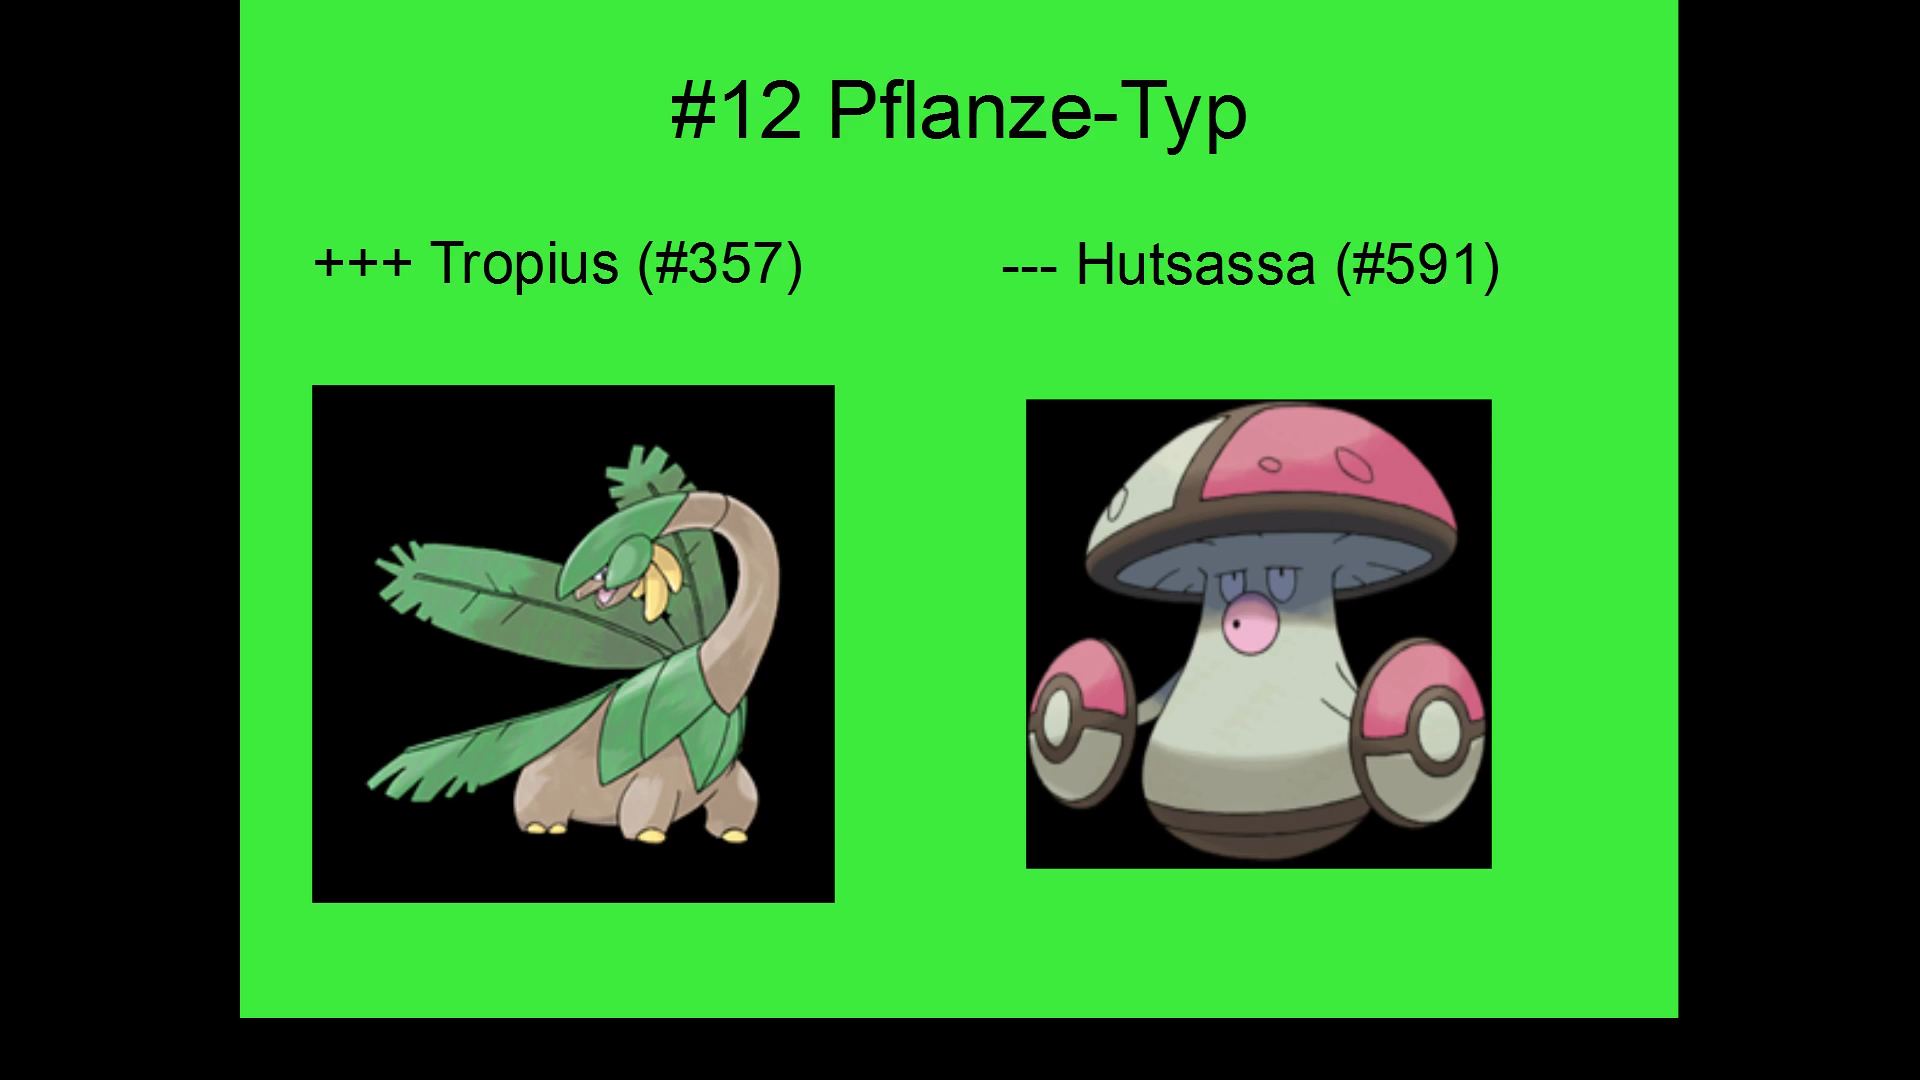 #12 Pflanze-Typ
+++ Tropius (#357)
--- Hutsassa (#591)